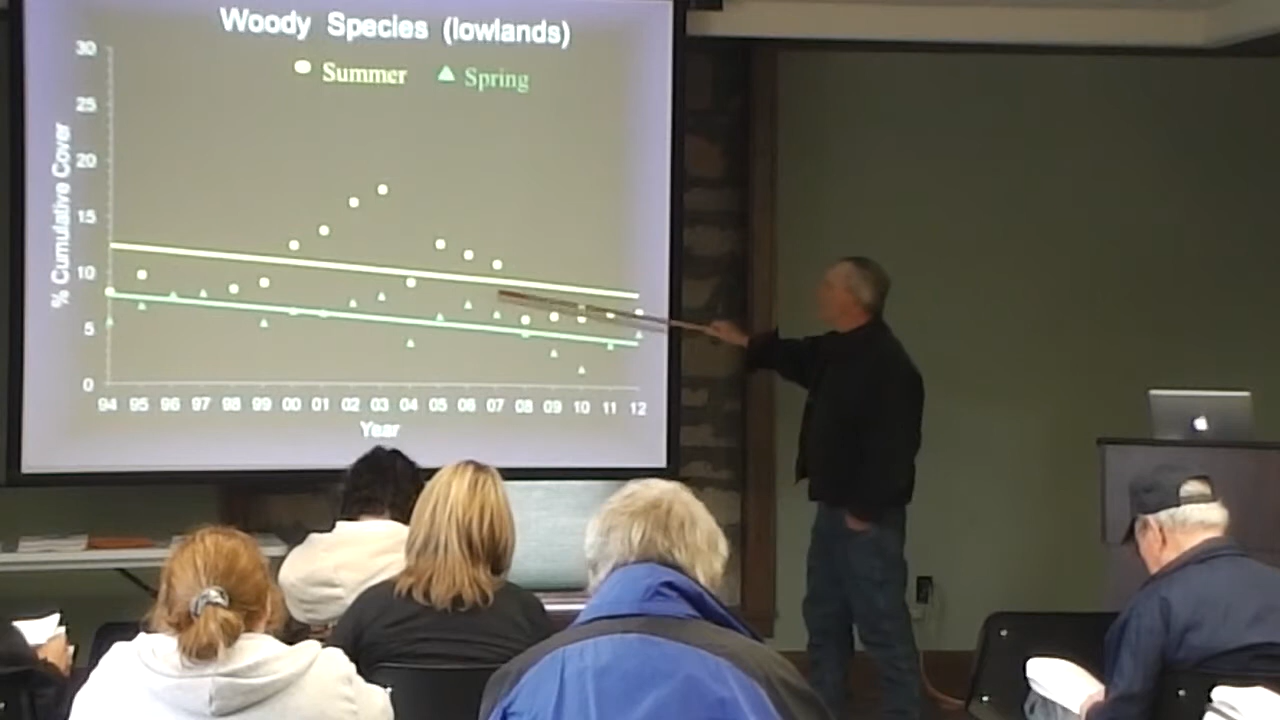 Woody Species (lowlands)
Summer Spring
% Cumulative Cover
30
25
20
15
10
5
0
94 95 96 97 98 99 00 01 02 03 04 05 06 07 08 09 10 11 12
Year